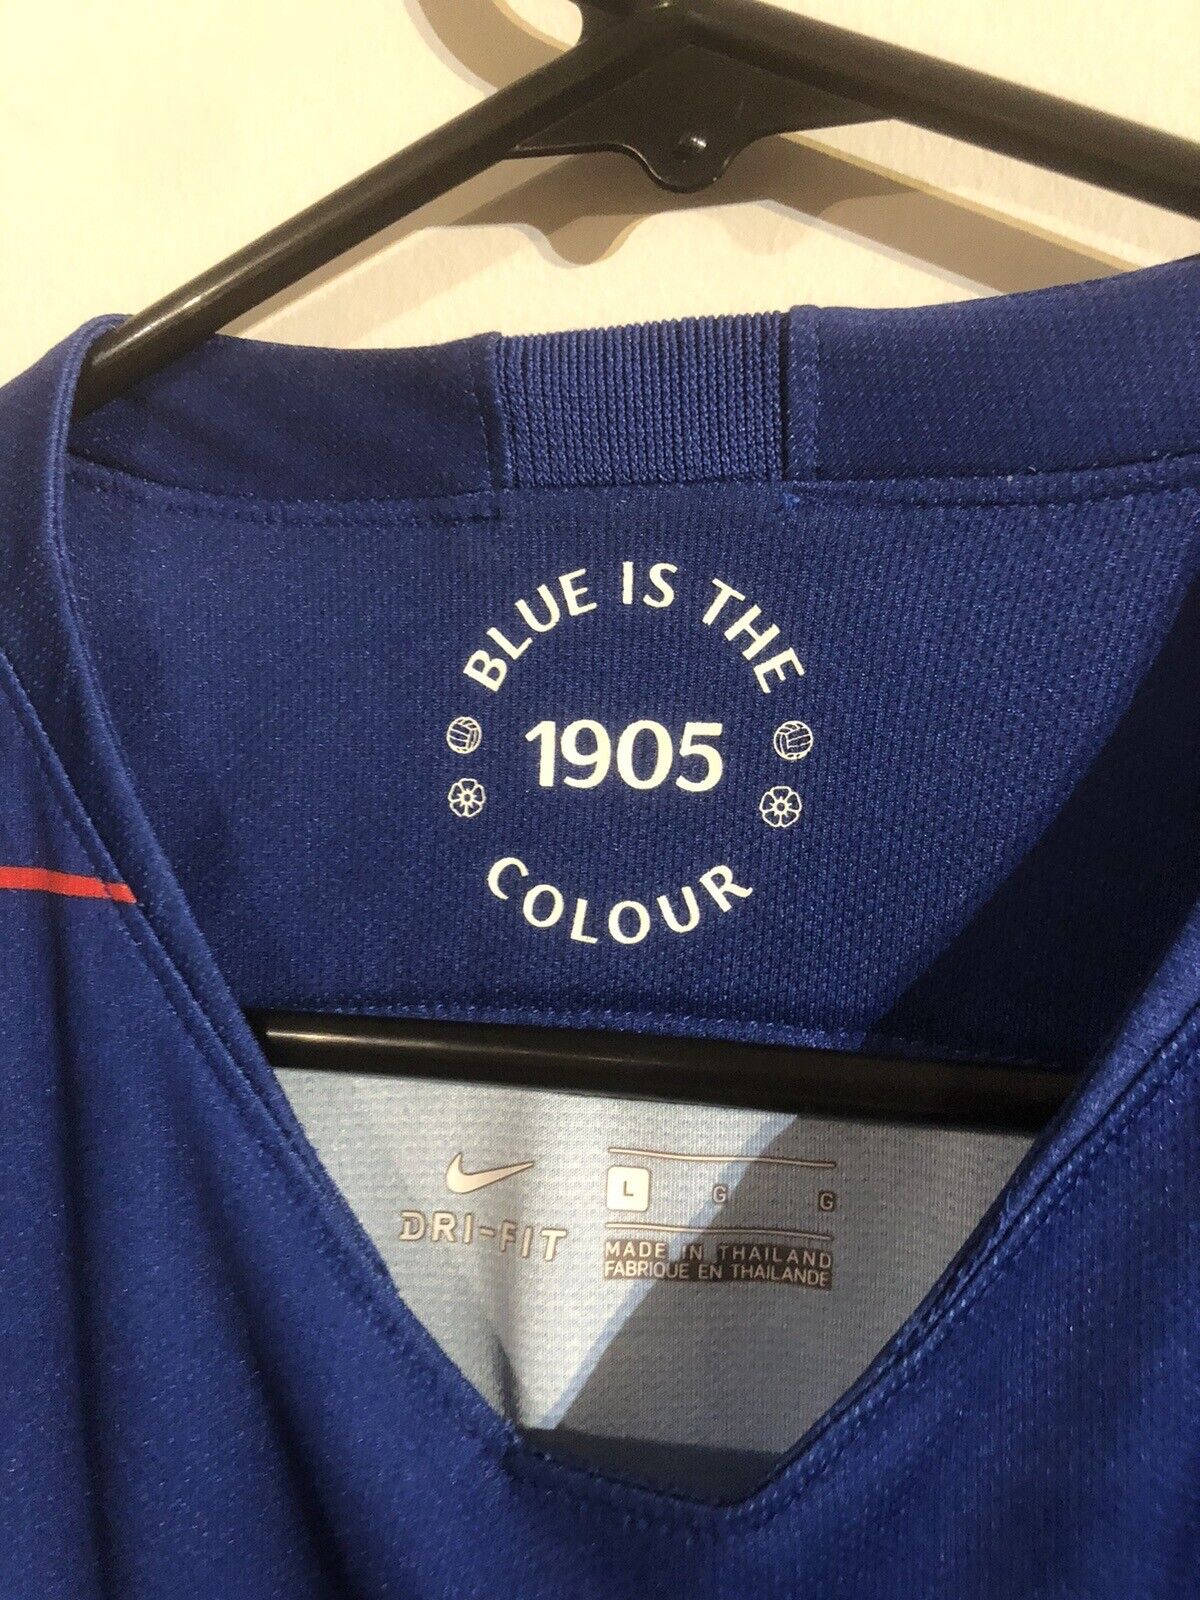 BLUE IS THE
1905
COLOUR
DRI-FIT
L G G
MADE IN THAILAND
FABRIQUE EN THAILANDE